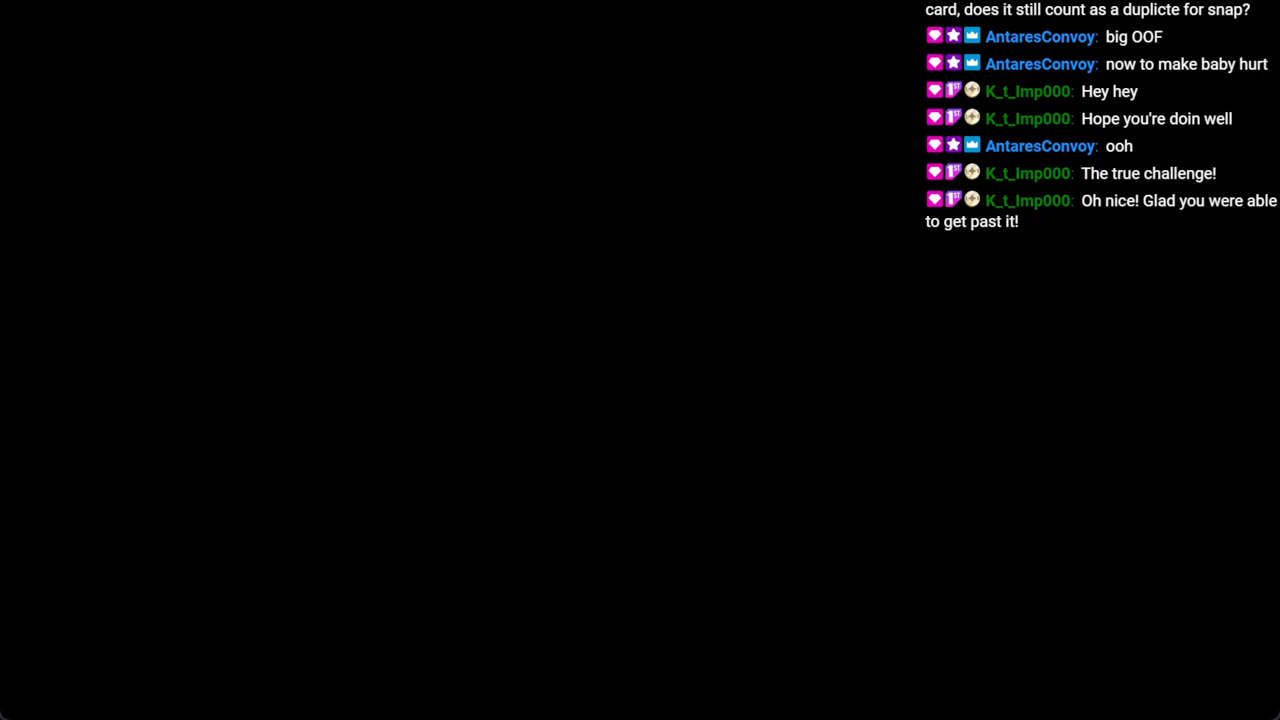 card, does it still count as a duplicte for snap?
AntaresConvoy: big OOF
AntaresConvoy: now to make baby hurt
K_t_Imp000: Hey hey
K_t_Imp000: Hope you're doin well
AntaresConvoy: ooh
K_t_Imp000: The true challenge!
K_t_Imp000: Oh nice! Glad you were able
to get past it!